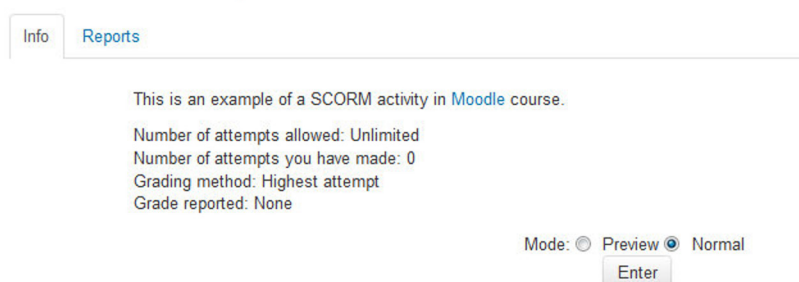 Info Reports
This is an example of a SCORM activity in Moodle course.
Number of attempts allowed: Unlimited
Number of attempts you have made: 0
Grading method: Highest attempt
Grade reported: None
Mode: Preview Normal
Enter